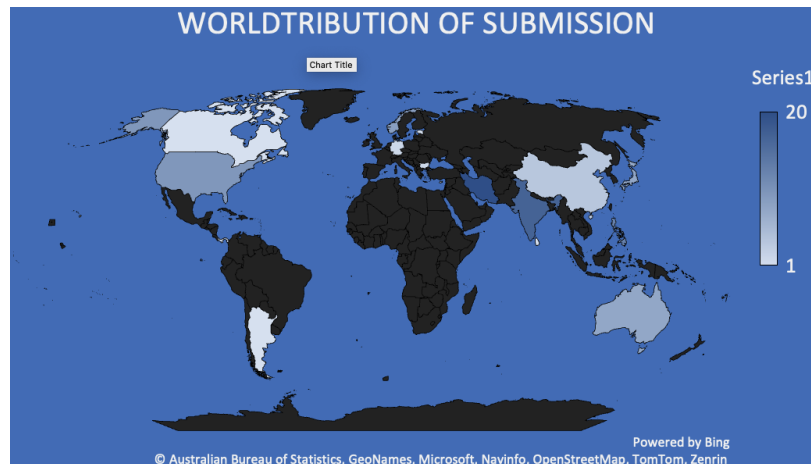 WORLDTRIBUTION OF SUBMISSION
Chart Title
Series1
20
1
Powered by Bing
© Australian Bureau of Statistics, GeoNames, Microsoft, Navinfo, OpenStreetMap, TomTom, Zenrin